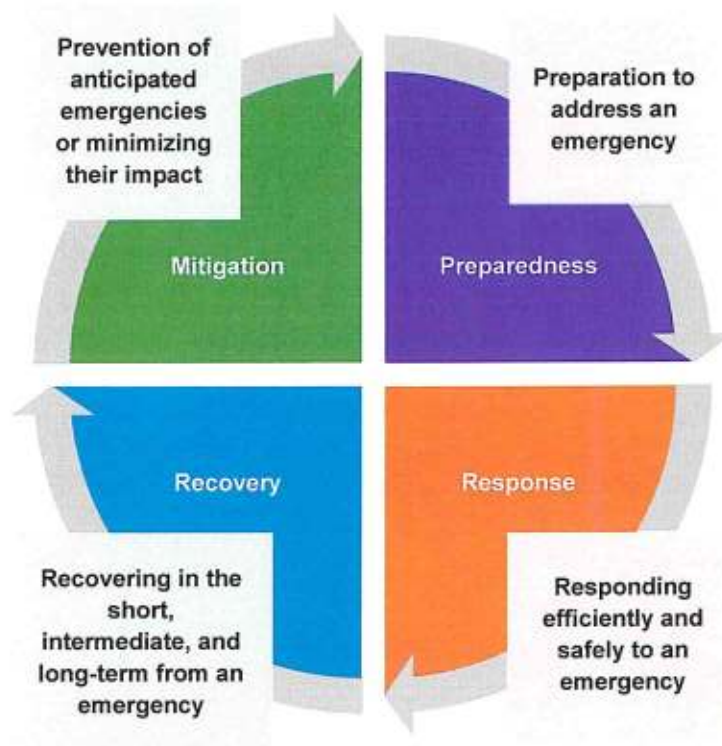 Prevention of
anticipated
emergencies
or minimizing
their impact
Mitigation
Preparation to
address an
emergency
Preparedness
Response
Responding
efficiently and
safely to an
emergency
Recovery
Recovering in the
short,
intermediate, and
long-term from an
emergency